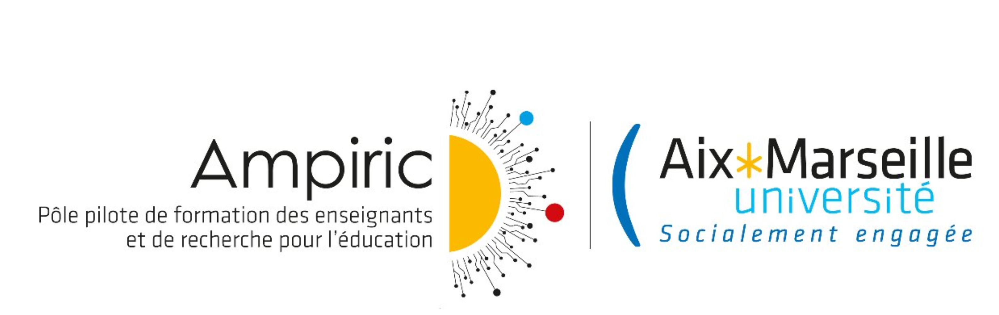 Ampiric
Pôle pilote de formation des enseignants
et de recherche pour l'éducation
Aix*Marseille
université
Socialement engagée